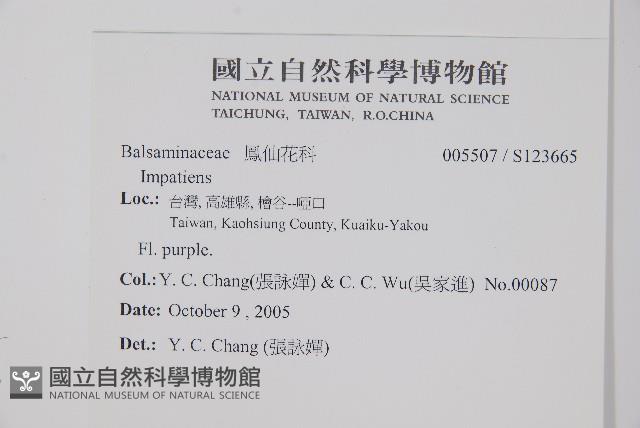 國立自然科學博物館
NATIONAL MUSEUM OF NATURAL SCIENCE
TAICHUNG, TAIWAN, R.O.CHINA
Balsaminaceae 鳳仙花科 005507 / S123665
Impatiens
Loc.: 台灣, 高雄縣, 檜谷--啞口
Taiwan, Kaohsiung County, Kuaiku-Yakou
Fl. purple.
Col.: Y. C. Chang(張詠嬋) & C. C. Wu(吳家進) No.00087
Date: October 9 , 2005
Det.: Y. C. Chang (張詠嬋)
國立自然科學博物館
NATIONAL MUSEUM OF NATURAL SCIENCE